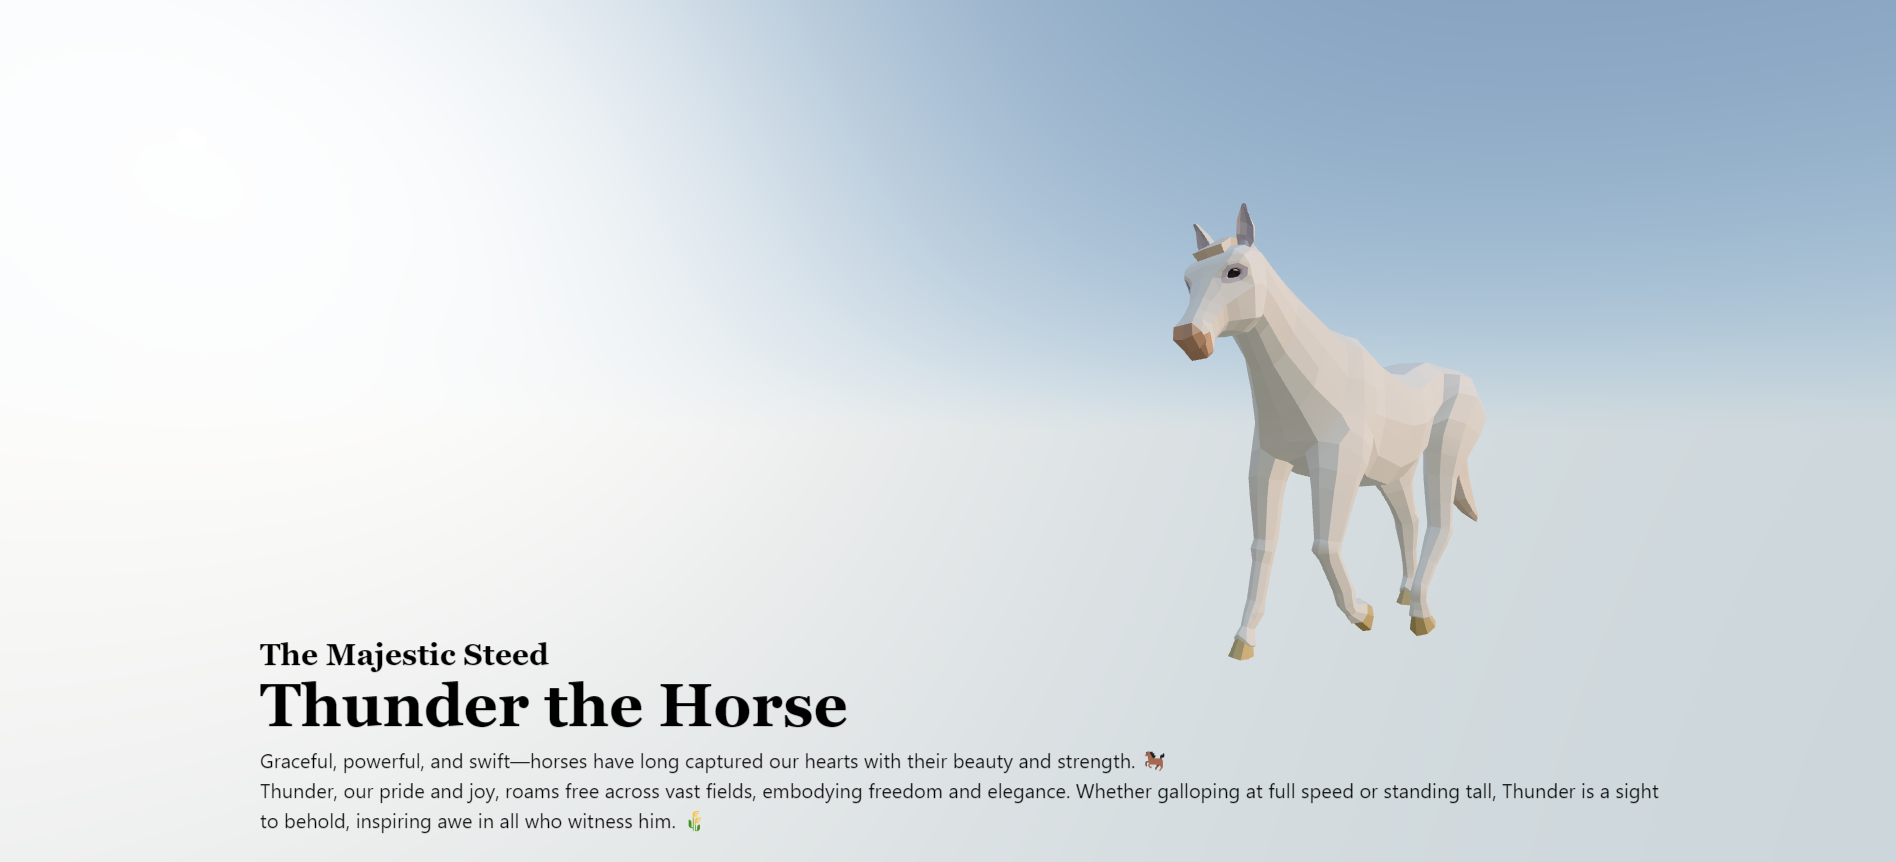 The Majestic Steed
Thunder the Horse
Graceful, powerful, and swift—horses have long captured our hearts with their beauty and strength. 🐎
Thunder, our pride and joy, roams free across vast fields, embodying freedom and elegance. Whether galloping at full speed or standing tall, Thunder is a sight
to behold, inspiring awe in all who witness him. 🌾